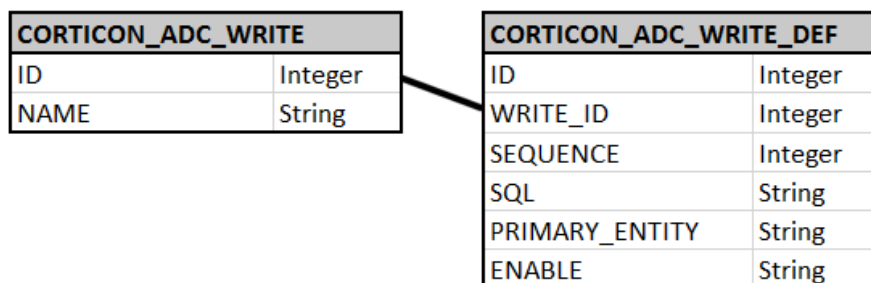 CORTICON_ADC_WRITE
ID Integer
NAME String
CORTICON_ADC_WRITE_DEF
ID Integer
WRITE_ID Integer
SEQUENCE Integer
SQL String
PRIMARY_ENTITY String
ENABLE String